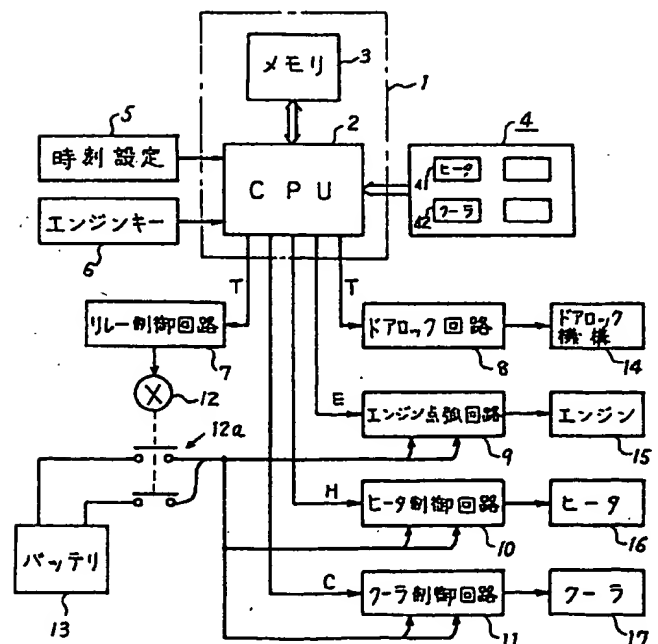 メモリ
3
1
5
2
4
時刻設定
CPU
41
ヒータ
42
クーラ
エンジンキー
6
T
T
リレー制御回路
7
ドアロック回路
8
ドアロック
機構
14
12
12a
E
エンジン点弧回路
9
エンジン
15
H
ヒータ制御回路
10
ヒータ
16
バッテリ
13
C
クーラ制御回路
11
クーラ
17